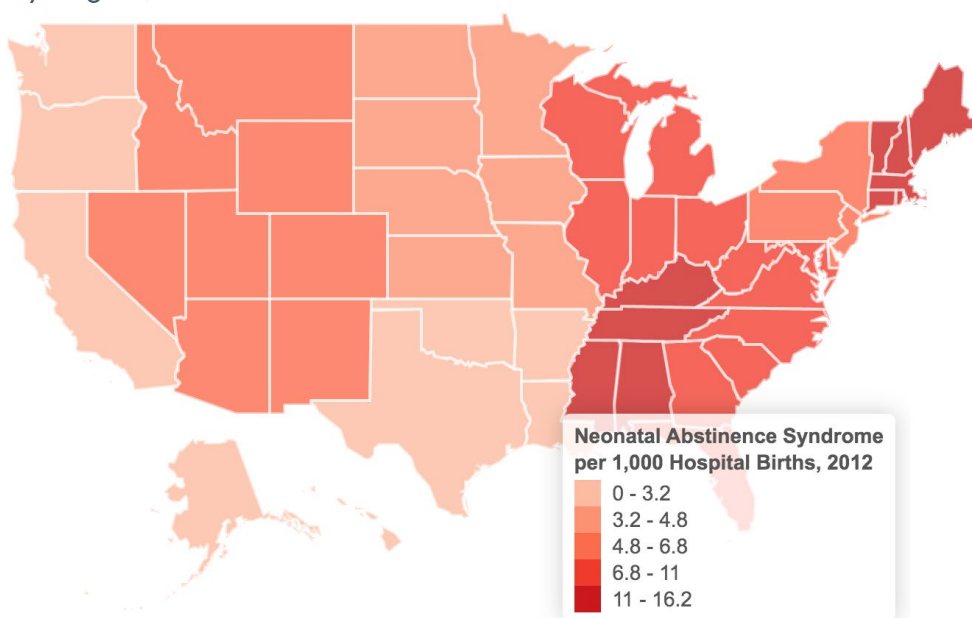 Neonatal Abstinence Syndrome
per 1,000 Hospital Births, 2012
0 - 3.2
3.2 - 4.8
4.8 - 6.8
6.8 - 11
11 - 16.2